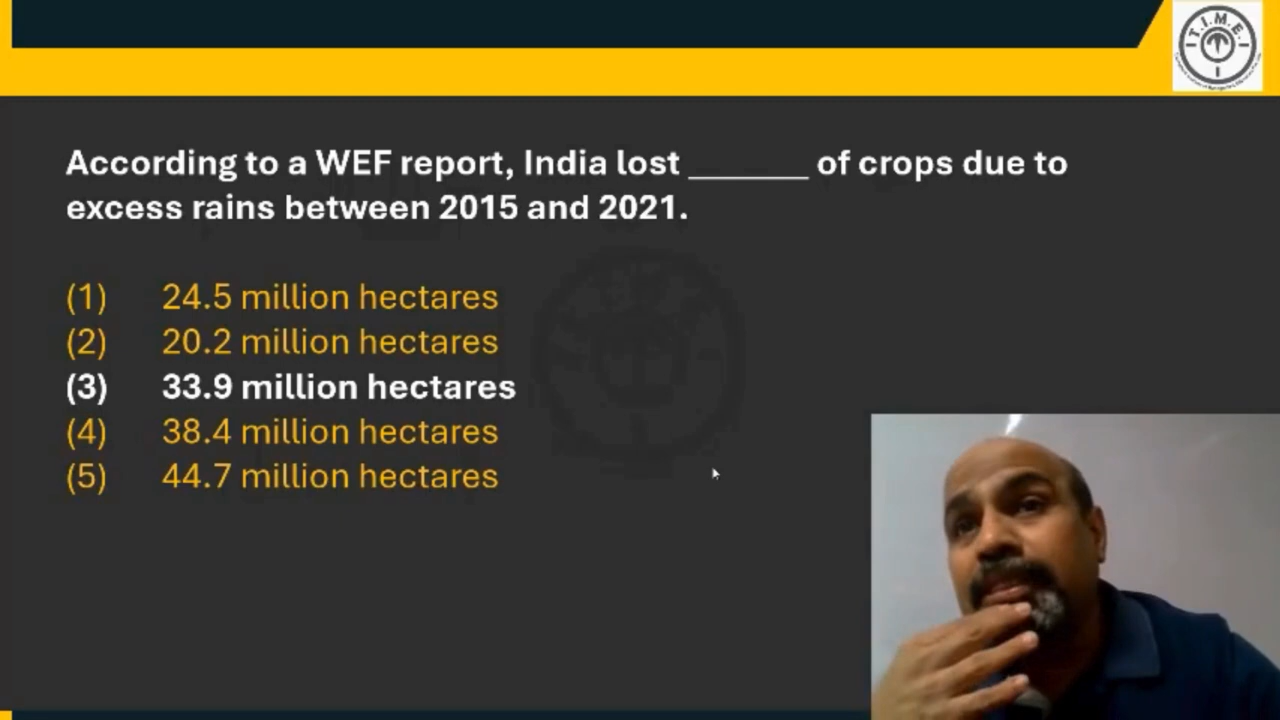 T.I.M.E.
According to a WEF report, India lost _______ of crops due to
excess rains between 2015 and 2021.
(1) 24.5 million hectares
(2) 20.2 million hectares
(3) 33.9 million hectares
(4) 38.4 million hectares
(5) 44.7 million hectares